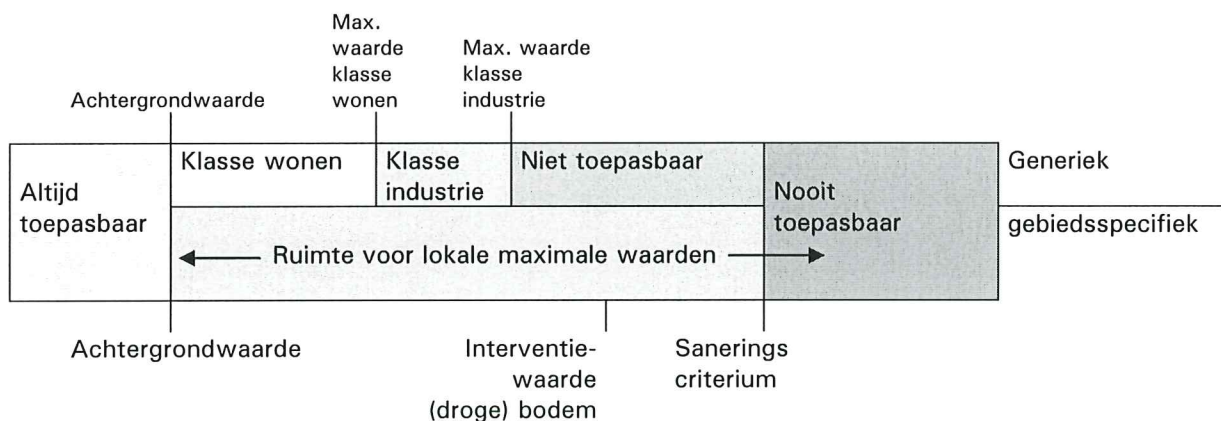 Max.
waarde
klasse
wonen
Max. waarde
klasse
industrie
Achtergrondwaarde
Altijd
toepasbaar
Klasse wonen
Klasse
industrie
Niet toepasbaar
Nooit
toepasbaar
Generiek
gebiedsspecifiek
Ruimte voor lokale maximale waarden
Achtergrondwaarde
Interventie-
waarde
(droge) bodem
Sanerings
criterium